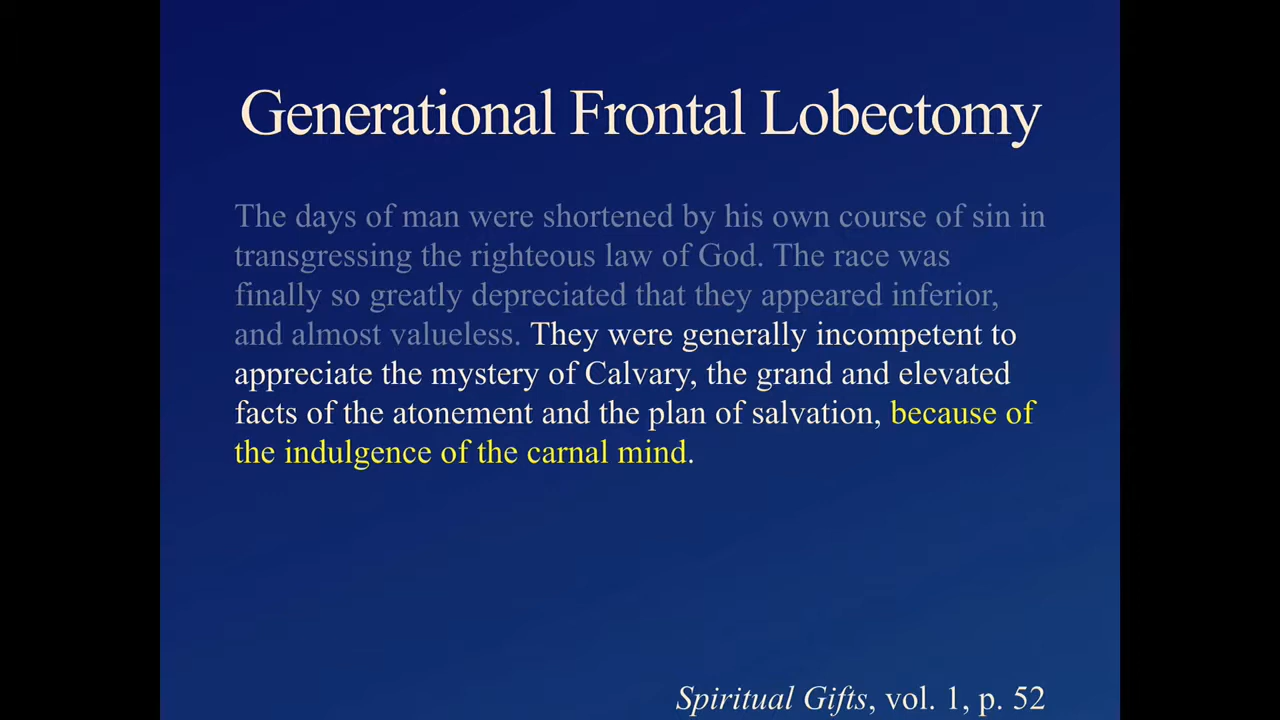 Generational Frontal Lobectomy
The days of man were shortened by his own course of sin in
transgressing the righteous law of God. The race was
finally so greatly depreciated that they appeared inferior,
and almost valueless. They were generally incompetent to
appreciate the mystery of Calvary, the grand and elevated
facts of the atonement and the plan of salvation, because of
the indulgence of the carnal mind.
Spiritual Gifts, vol. 1, p. 52